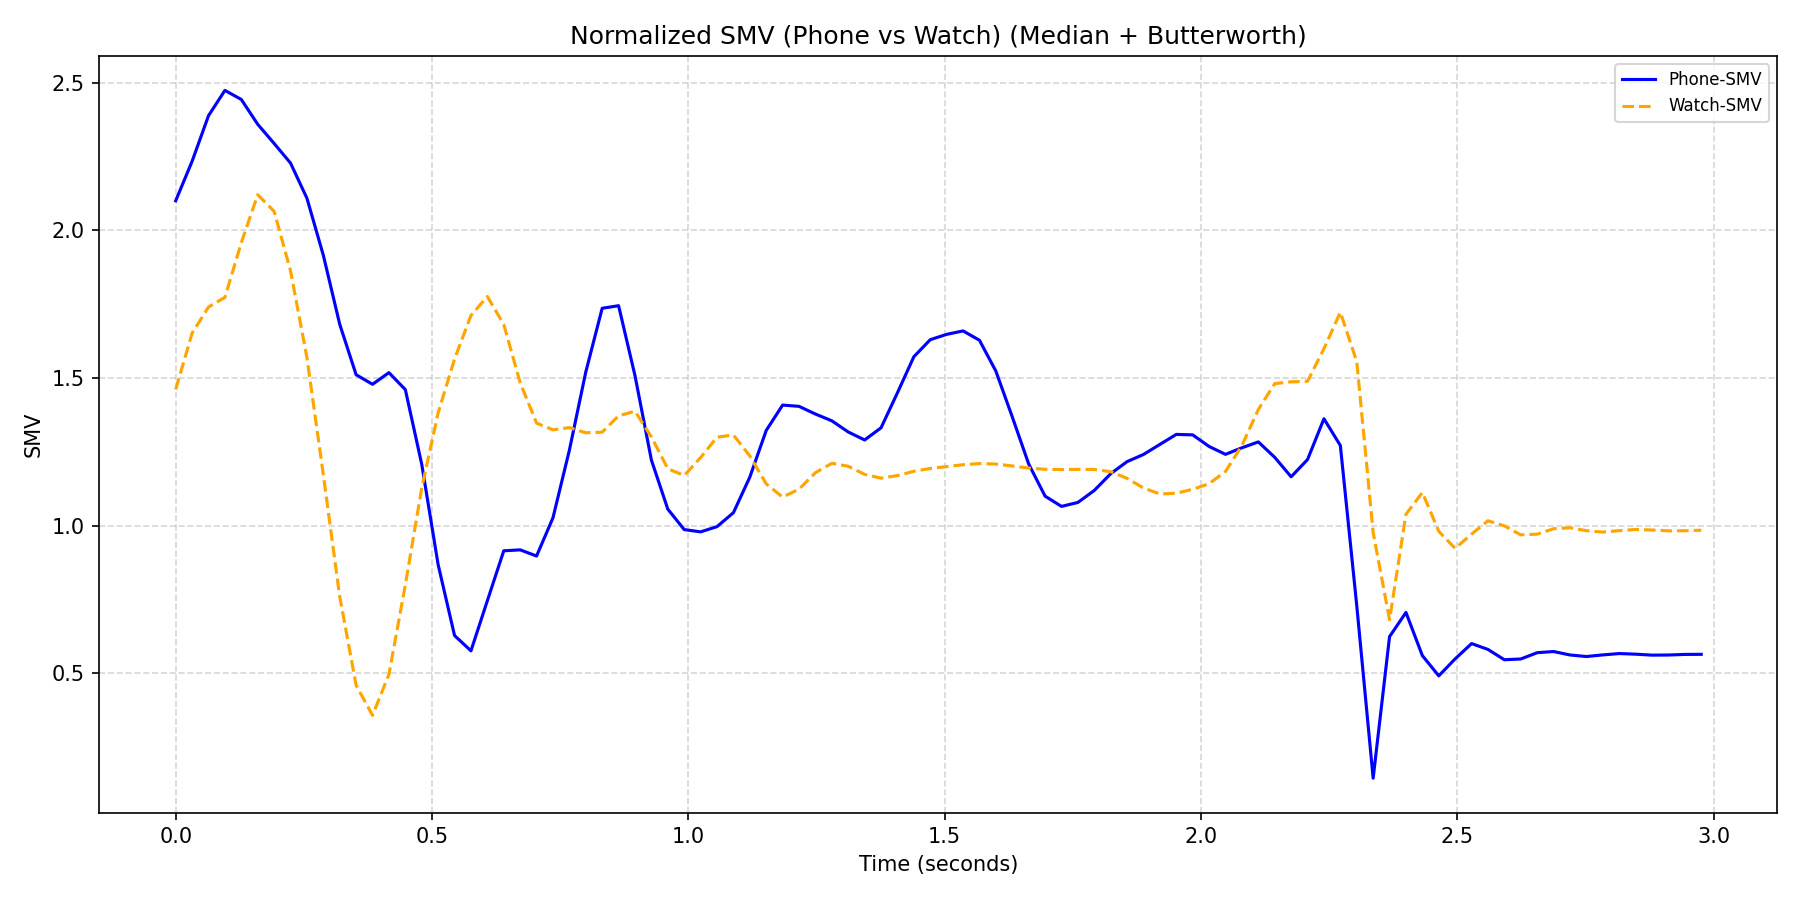 Normalized SMV (Phone vs Watch) (Median + Butterworth)
Phone-SMV
Watch-SMV
SMV
2.5
2.0
1.5
1.0
0.5
0.0 0.5 1.0 1.5 2.0 2.5 3.0
Time (seconds)